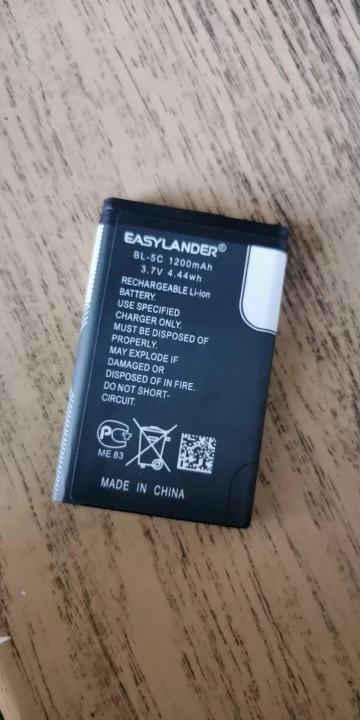 EASYLANDER®
BL-5C 1200mAh
3.7V 4.44wh
RECHARGEABLE Li-ion
BATTERY.
USE SPECIFIED
CHARGER ONLY.
MUST BE DISPOSED OF
PROPERLY.
MAY EXPLODE IF
DAMAGED OR
DISPOSED OF IN FIRE.
DO NOT SHORT-
CIRCUIT.
ME 83
MADE IN CHINA